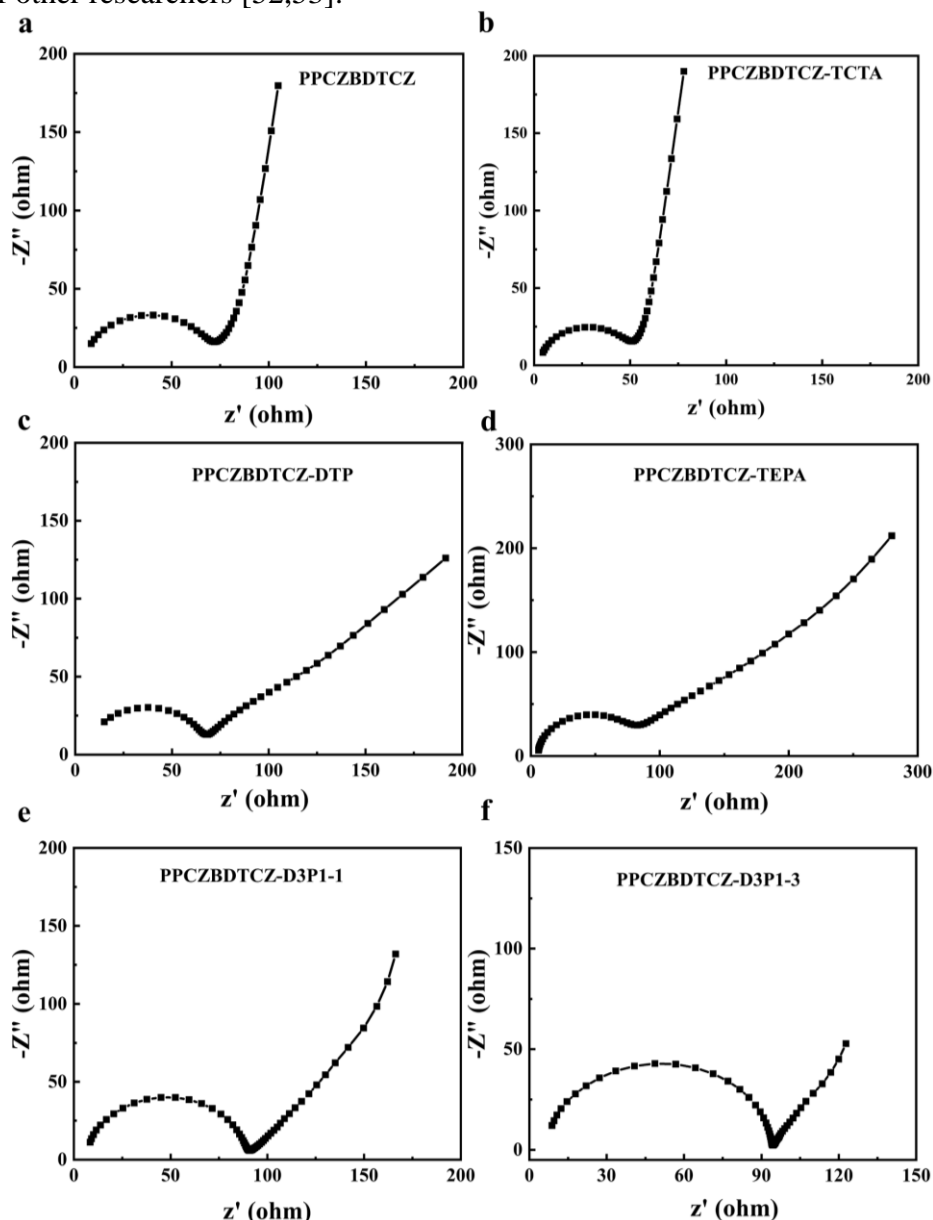 other researchers [52,53].
a
b
200
150
100
50
0
-Z" (ohm)
PPCZBDTCZ
0 50 100 150 200
z' (ohm)
200
150
100
50
0
-Z" (ohm)
PPCZBDTCZ-TCTA
0 50 100 150 200
z' (ohm)
c
d
200
150
100
50
0
-Z" (ohm)
PPCZBDTCZ-DTP
0 50 100 150 200
z' (ohm)
300
200
100
0
-Z" (ohm)
PPCZBDTCZ-TEPA
0 100 200 300
z' (ohm)
e
f
200
150
100
50
0
-Z" (ohm)
PPCZBDTCZ-D3P1-1
0 50 100 150 200
z' (ohm)
150
100
50
0
-Z" (ohm)
PPCZBDTCZ-D3P1-3
0 30 60 90 120 150
z' (ohm)